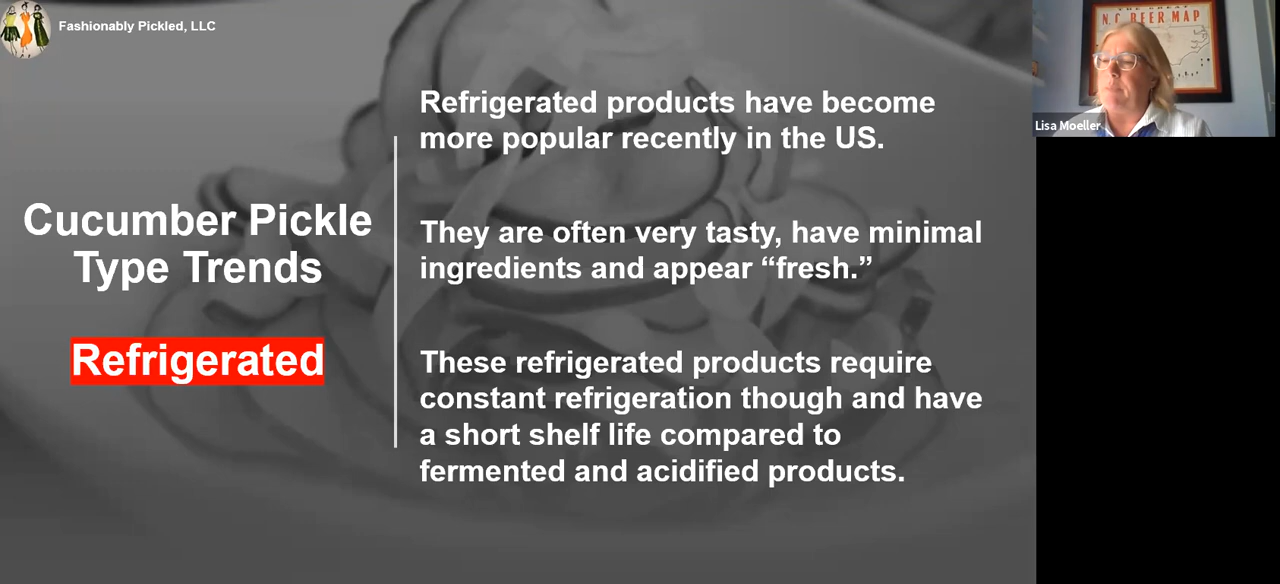 Fashionably Pickled, LLC
Cucumber Pickle
Type Trends
Refrigerated
Refrigerated products have become
more popular recently in the US.
They are often very tasty, have minimal
ingredients and appear “fresh.”
These refrigerated products require
constant refrigeration though and have
a short shelf life compared to
fermented and acidified products.
THE GREAT
N.C. BEER MAP
Lisa Moeller